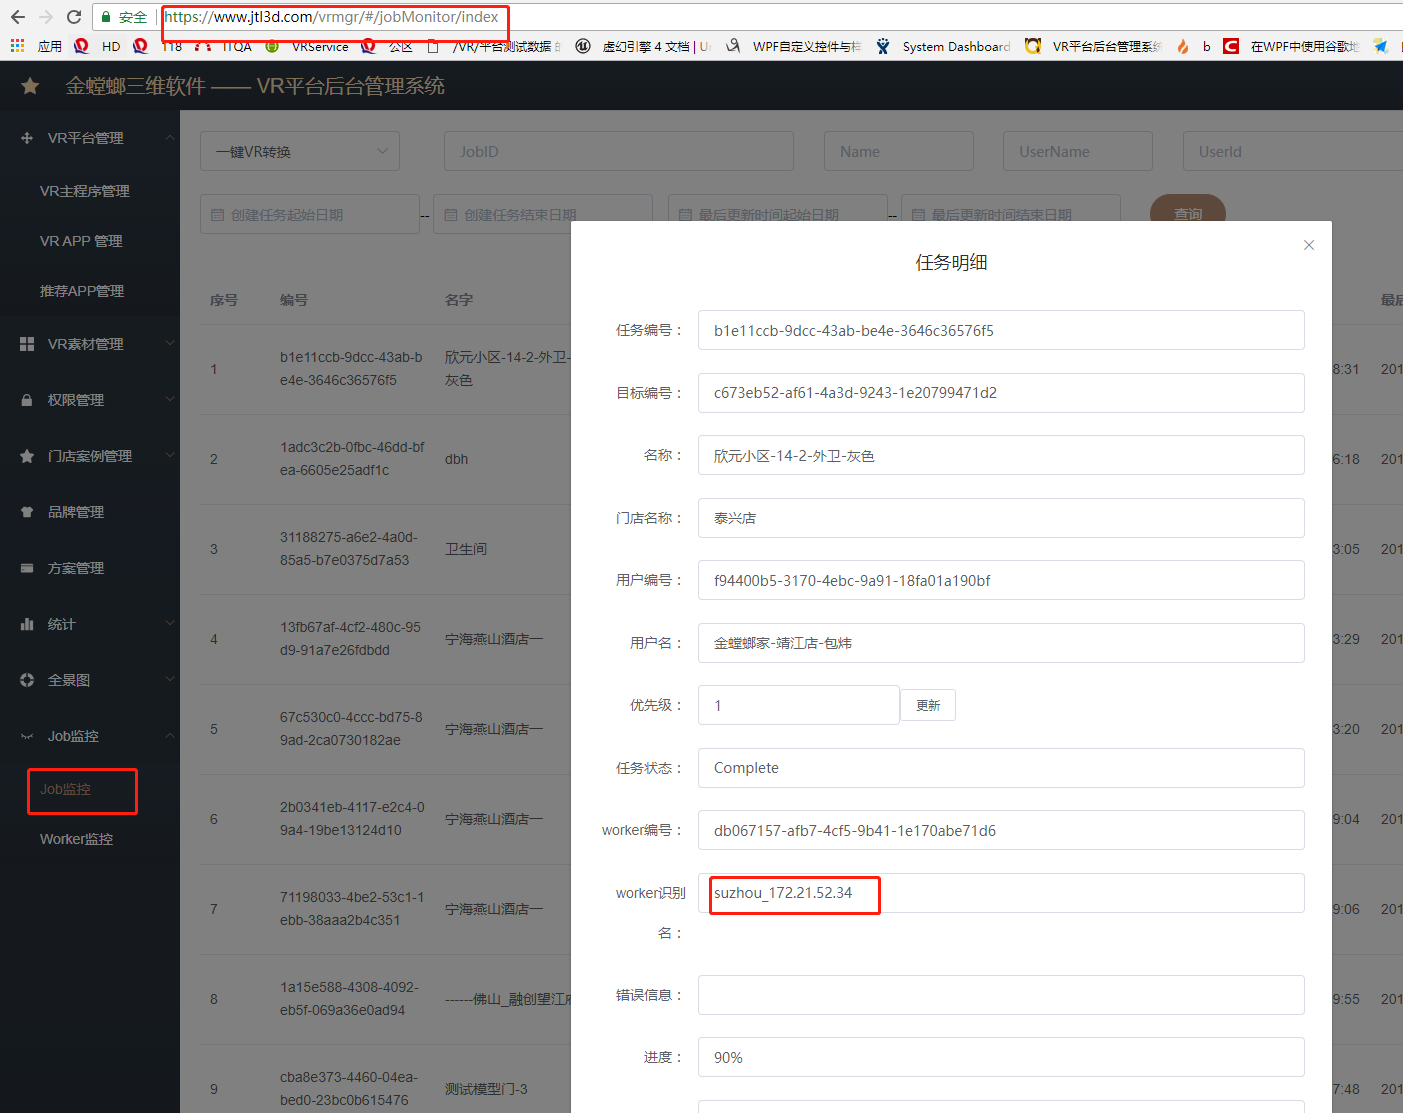 安全 https://www.jtl3d.com/vrmgr/#/jobMonitor/index
应用 HD T18 ITQA VRService 公区 /VR/平台测试数据 虚幻引擎 4 文档 | WPF自定义控件与样 System Dashboard VR平台后台管理系统 b 在WPF中使用谷歌地
金螳螂三维软件 —— VR平台后台管理系统
VR平台管理
VR主程序管理
VR APP 管理
推荐APP管理
VR素材管理
权限管理
门店案例管理
品牌管理
方案管理
统计
全景图
Job监控
Job监控
Worker监控
一键VR转换 JobID Name UserName UserId
创建任务起始日期 -- 创建任务结束日期 最后更新时间起始日期 -- 最后更新时间结束日期 查询
序号 编号 名字 最后
1 b1e11ccb-9dcc-43ab-b 欣元小区-14-2-外卫- 8:31 201
e4e-3646c36576f5 灰色
2 1adc3c2b-0fbc-46dd-bf dbh 6:18 201
ea-6605e25adf1c
3 31188275-a6e2-4a0d- 卫生间 3:05 201
85a5-b7e0375d7a53
4 13fb67af-4cf2-480c-95 宁海燕山酒店一 3:29 201
d9-91a7e26fdbdd
5 67c530c0-4ccc-bd75-8 宁海燕山酒店一 3:20 201
9ad-2ca0730182ae
6 2b0341eb-4117-e2c4-0 宁海燕山酒店一 9:04 201
9a4-19be13124d10
7 71198033-4be2-53c1-1 宁海燕山酒店一 9:06 201
ebb-38aaa2b4c351
8 1a15e588-4308-4092- ------佛山_融创望江府 9:55 201
eb5f-069a36e0ad94
9 cba8e373-4460-04ea- 测试模型门-3 7:48 201
bed0-23bc0b615476
任务明细
任务编号： b1e11ccb-9dcc-43ab-be4e-3646c36576f5
目标编号： c673eb52-af61-4a3d-9243-1e20799471d2
名称： 欣元小区-14-2-外卫-灰色
门店名称： 泰兴店
用户编号： f94400b5-3170-4ebc-9a91-18fa01a190bf
用户名： 金螳螂家-靖江店-包炜
优先级： 1 更新
任务状态： Complete
worker编号： db067157-afb7-4cf5-9b41-1e170abe71d6
worker识别 suzhou_172.21.52.34
名：
错误信息：
进度： 90%